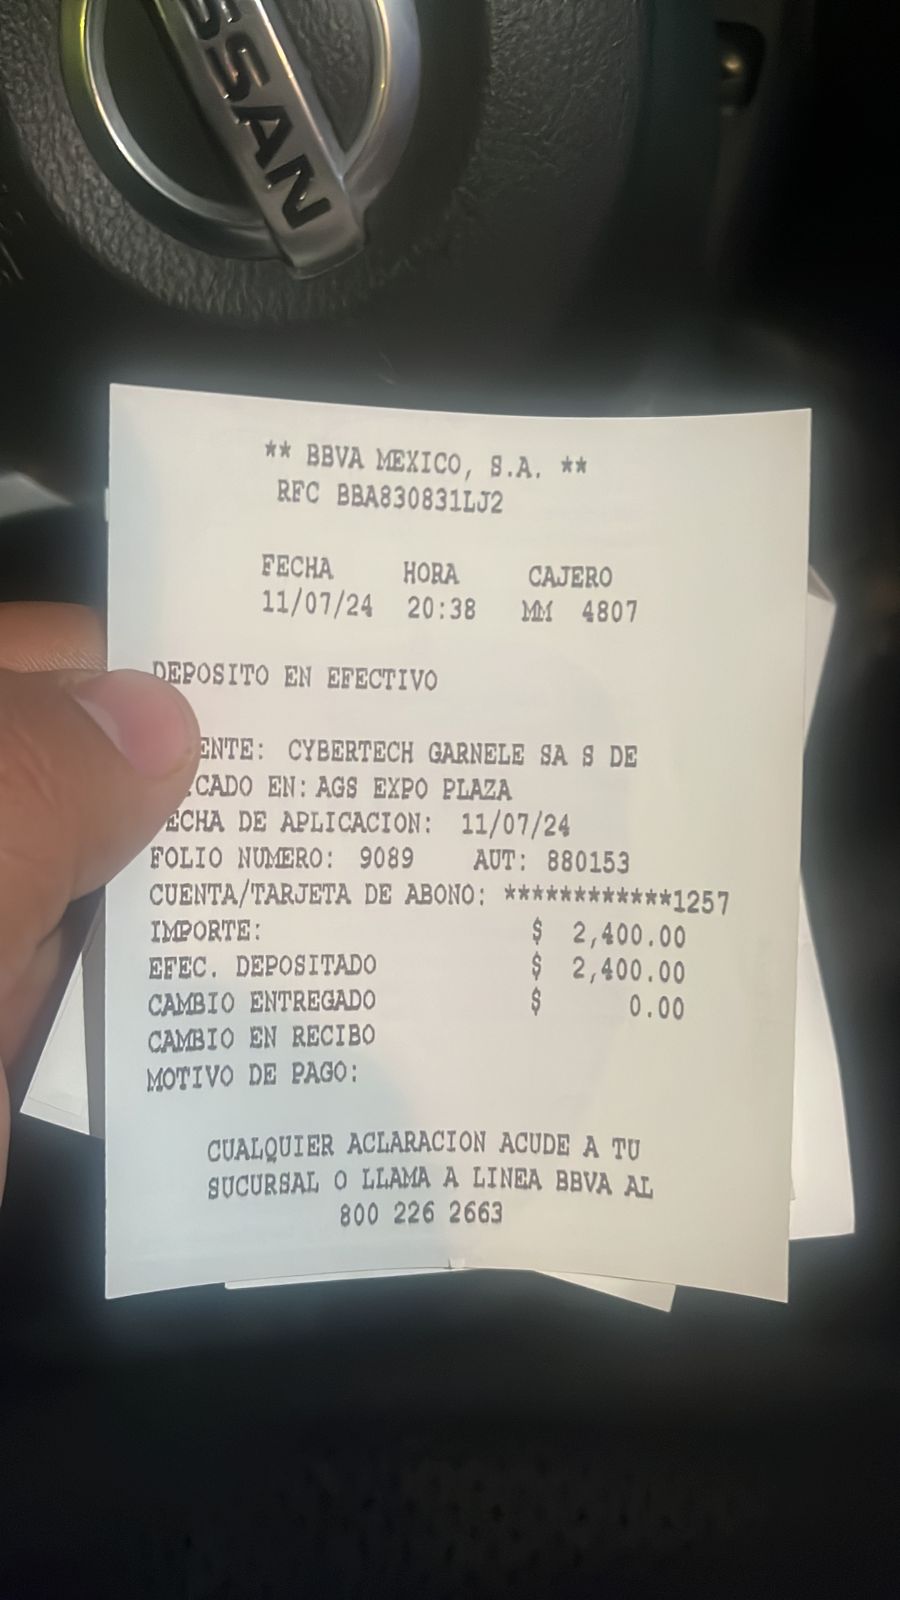 SSAN
** BBVA MEXICO, S.A. **
RFC BBA830831LJ2
FECHA HORA CAJERO
11/07/24 20:38 MM 4807
DEPOSITO EN EFECTIVO
ENTE: CYBERTECH GARNELE SA S DE
CADO EN: AGS EXPO PLAZA
ECHA DE APLICACION: 11/07/24
FOLIO NUMERO: 9089 AUT: 880153
CUENTA/TARJETA DE ABONO: ************1257
IMPORTE: $ 2,400.00
EFEC. DEPOSITADO $ 2,400.00
CAMBIO ENTREGADO $ 0.00
CAMBIO EN RECIBO
MOTIVO DE PAGO:
CUALQUIER ACLARACION ACUDE A TU
SUCURSAL O LLAMA A LINEA BBVA AL
800 226 2663